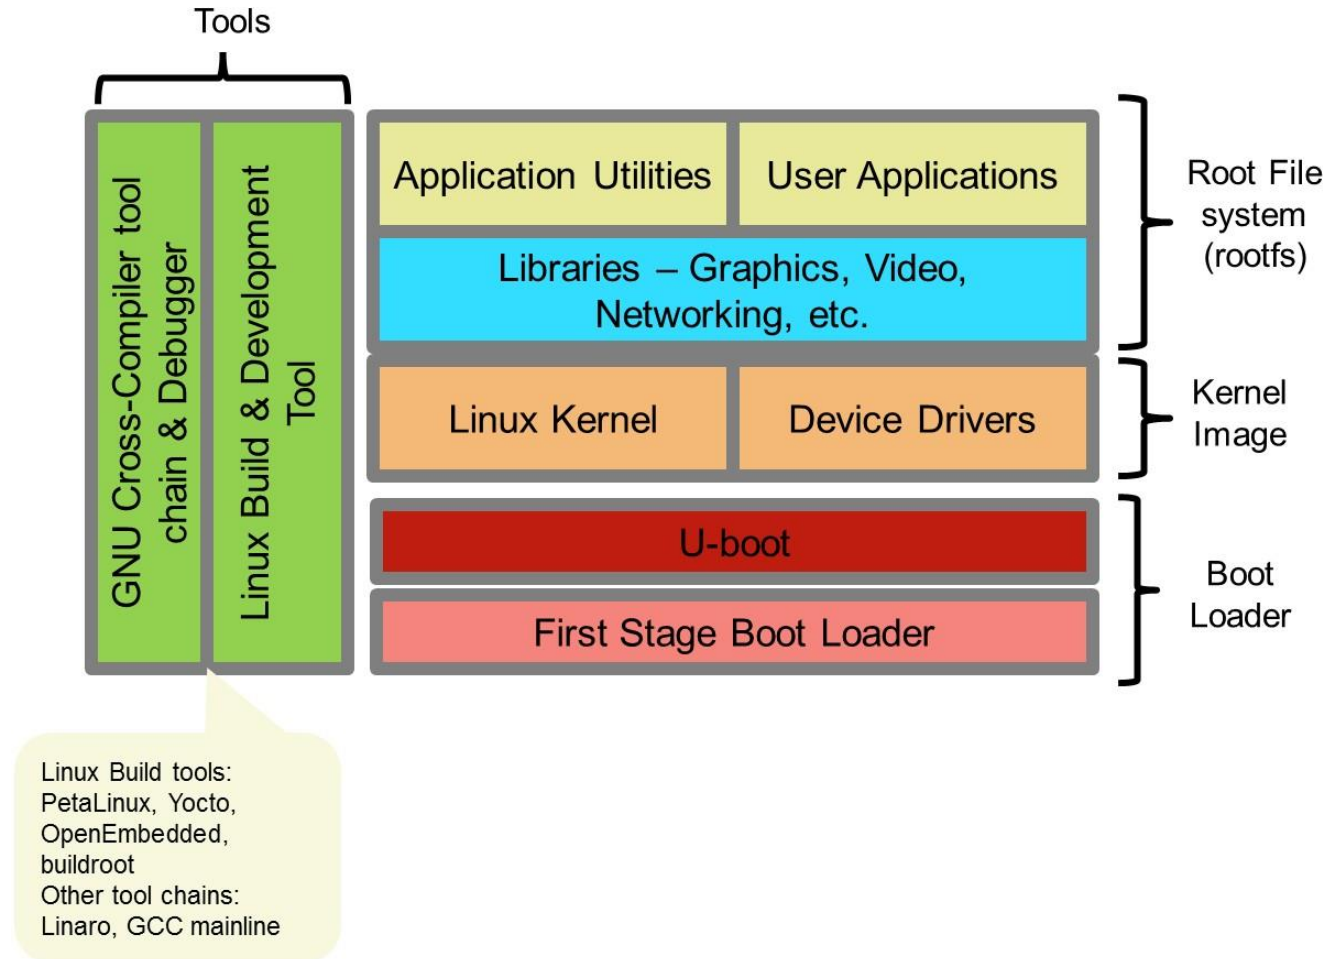 Tools
GNU Cross-Compiler tool
chain & Debugger
Linux Build & Development
Tool
Application Utilities
User Applications
Libraries – Graphics, Video,
Networking, etc.
Root File
system
(rootfs)
Linux Kernel
Device Drivers
Kernel
Image
U-boot
First Stage Boot Loader
Boot
Loader
Linux Build tools:
PetaLinux, Yocto,
OpenEmbedded,
buildroot
Other tool chains:
Linaro, GCC mainline